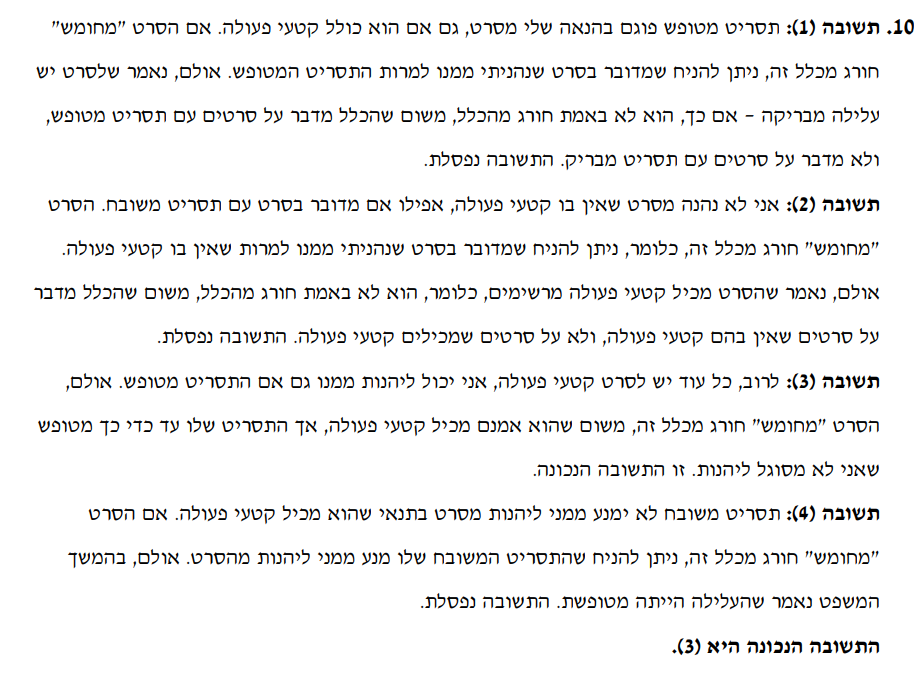 10. תשובה (1): תסריט מטופש פוגם בהנאה שלי מסרט, גם אם הוא כולל קטעי פעולה. אם הסרט "מחומש"
חורג מכלל זה, ניתן להניח שמדובר בסרט שנהניתי ממנו למרות התסריט המטופש. אולם, נאמר שלסרט יש
עלילה מבריקה – אם כך, הוא לא באמת חורג מהכלל, משום שהכלל מדבר על סרטים עם תסריט מטופש,
ולא מדבר על סרטים עם תסריט מבריק. התשובה נפסלת.
תשובה (2): אני לא נהנה מסרט שאין בו קטעי פעולה, אפילו אם מדובר בסרט עם תסריט משובח. הסרט
"מחומש" חורג מכלל זה, כלומר, ניתן להניח שמדובר בסרט שנהניתי ממנו למרות שאין בו קטעי פעולה.
אולם, נאמר שהסרט מכיל קטעי פעולה מרשימים, כלומר, הוא לא באמת חורג מהכלל, משום שהכלל מדבר
על סרטים שאין בהם קטעי פעולה, ולא על סרטים שמכילים קטעי פעולה. התשובה נפסלת.
תשובה (3): לרוב, כל עוד יש לסרט קטעי פעולה, אני יכול ליהנות ממנו גם אם התסריט מטופש. אולם,
הסרט "מחומש" חורג מכלל זה, משום שהוא אמנם מכיל קטעי פעולה, אך התסריט שלו עד כדי כך מטופש
שאני לא מסוגל ליהנות. זו התשובה הנכונה.
תשובה (4): תסריט משובח לא ימנע ממני ליהנות מסרט בתנאי שהוא מכיל קטעי פעולה. אם הסרט
"מחומש" חורג מכלל זה, ניתן להניח שהתסריט המשובח שלו מנע ממני ליהנות מהסרט. אולם, בהמשך
המשפט נאמר שהעלילה הייתה מטופשת. התשובה נפסלת.
התשובה הנכונה היא (3).